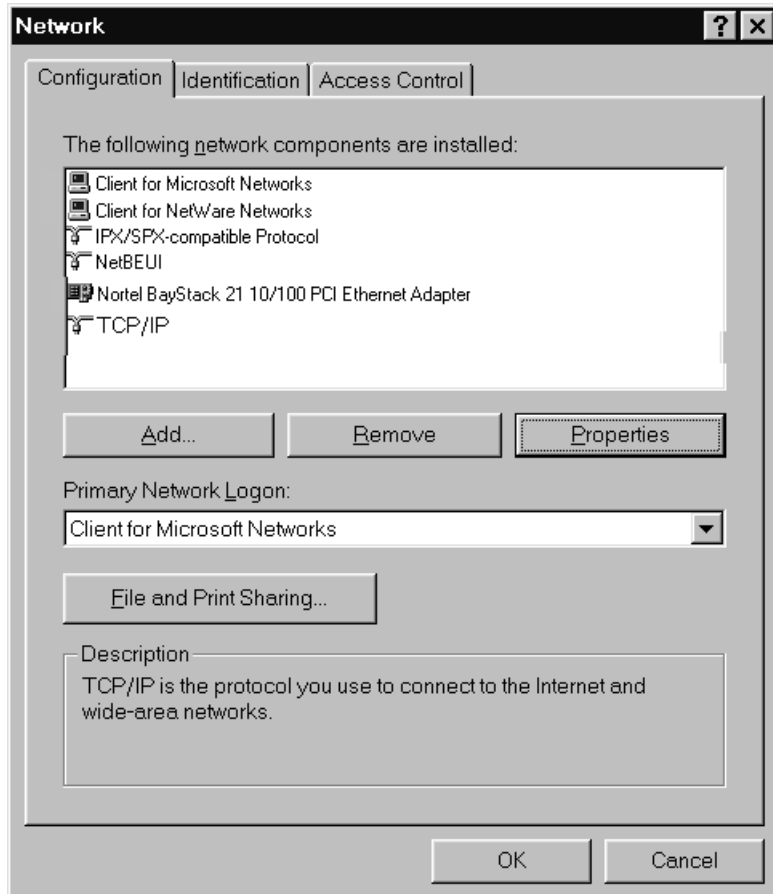 Network
Configuration Identification Access Control
The following network components are installed:
Client for Microsoft Networks
Client for NetWare Networks
IPX/SPX-compatible Protocol
NetBEUI
Nortel BayStack 21 10/100 PCI Ethernet Adapter
TCP/IP
Add... Remove Properties
Primary Network Logon:
Client for Microsoft Networks
File and Print Sharing...
Description
TCP/IP is the protocol you use to connect to the Internet and
wide-area networks.
OK Cancel